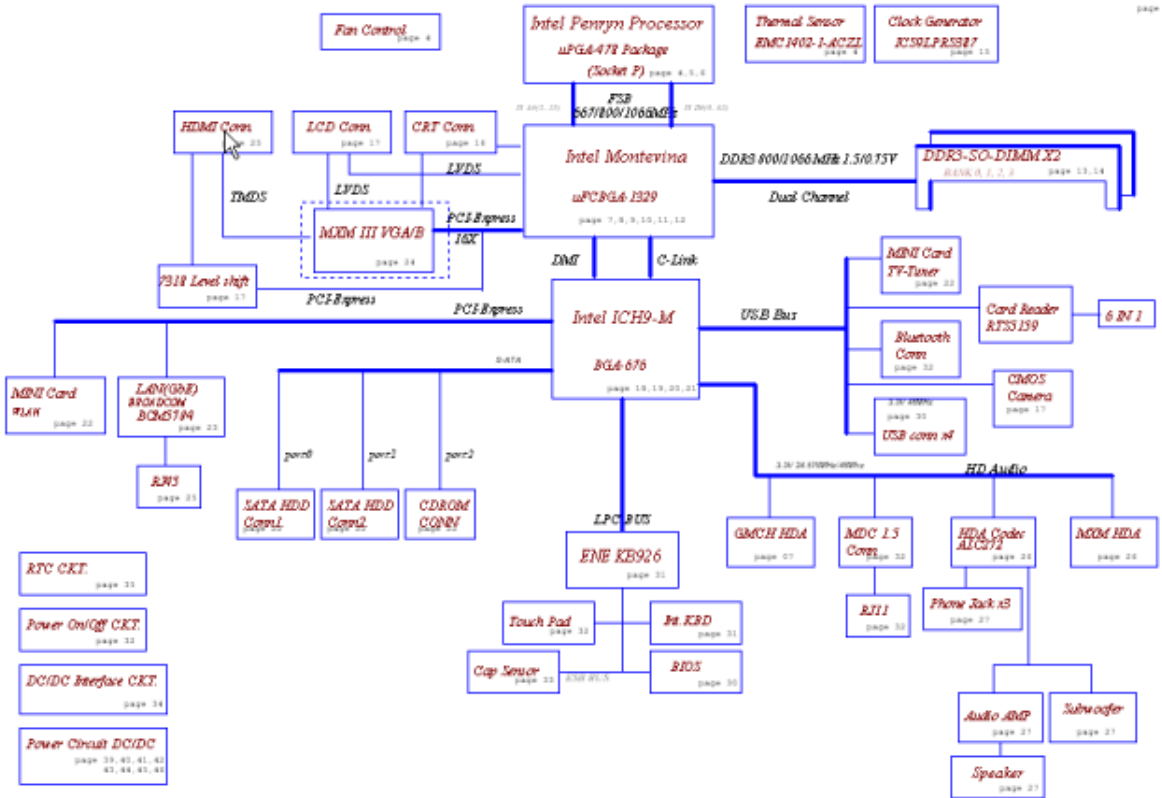 page
Fan Control
page 4
Intel Penryn Processor
uPGA-478 Package
(Socket P) page 4,5,6
Thermal Sensor
EMC1402-1-ACZL
page 4
Clock Generator
ICS9LPRS387
page 15
FSB
667/800/1066MHz
HDMI Conn
page 25
LCD Conn
page 17
CRT Conn
page 16
Intel Montevina
uFCBGA-1329
page 7,8,9,10,11,12
DDR3 800/1066MHz 1.5/0.75V
Dual Channel
DDR3-SO-DIMM X2
BANK 0, 1, 2, 3
page 13,14
TMDS
LVDS
LVDS
MXM III VGA/B
page 24
PCI-Express
16X
DMI
C-Link
7318 Level shift
page 17
PCI-Express
PCI-Express
Intel ICH9-M
BGA-676
page 18,19,20,21
USB Bus
MINI Card
TV-Tuner
page 22
Card Reader
RTS5159
6 IN 1
Bluetooth
Conn
page 32
CMOS
Camera
page 17
page 30
USB conn x4
SATA
MINI Card
WLAN
page 22
LAN(GbE)
BROADCOM
BCM5784
page 23
RJ45
page 25
port0
port1
port2
SATA HDD
Conn1
SATA HDD
Conn2
CDROM
CONN
HD Audio
GMCH HDA
page 07
MDC 1.5
Conn
page 32
HDA Codec
ALC272
page 26
MXM HDA
page 26
LPC BUS
ENE KB926
page 31
RJ11
page 32
Phone Jack x3
page 27
Touch Pad
page 32
Int.KBD
page 31
Cap Sensor
page 33
ESB BUS
BIOS
page 30
RTC CKT.
page 31
Power On/Off CKT.
page 32
DC/DC Interface CKT.
page 34
Power Circuit DC/DC
page 39,40,41,42
43,44,45,46
Audio AMP
page 27
Subwoofer
page 27
Speaker
page 27